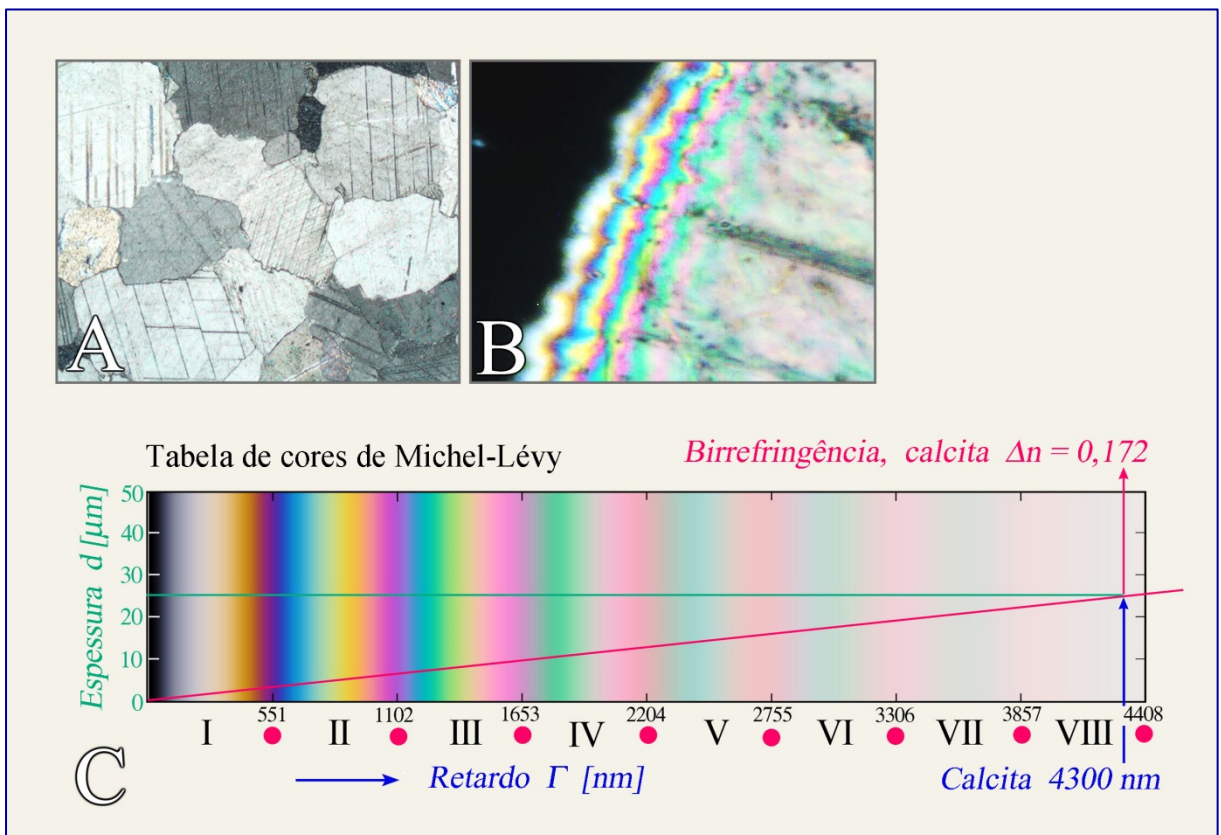 A
B
Tabela de cores de Michel-Lévy
Birrefringência, calcita Δn = 0,172
Espessura d [μm]
50
40
30
20
10
0
551 1102 1653 2204 2755 3306 3857 4408
I II III IV V VI VII VIII
C
Retardo Γ [nm]
Calcita 4300 nm